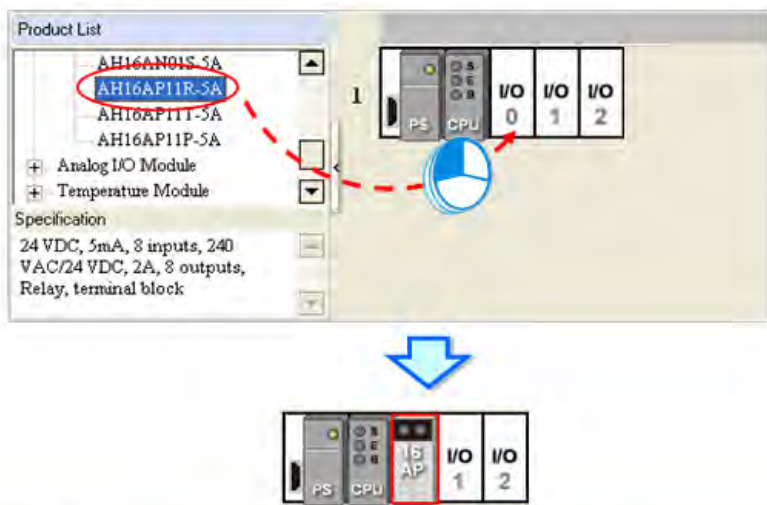 Product List
AH16AN01S-5A
AH16AP11R-5A
AH16AP11T-5A
AH16AP11P-5A
Analog I/O Module
Temperature Module
Specification
24 VDC, 5mA, 8 inputs, 240
VAC/24 VDC, 2A, 8 outputs,
Relay, terminal block
1
PS
CPU
I/O
0
I/O
1
I/O
2
PS
CPU
16
AP
I/O
1
I/O
2